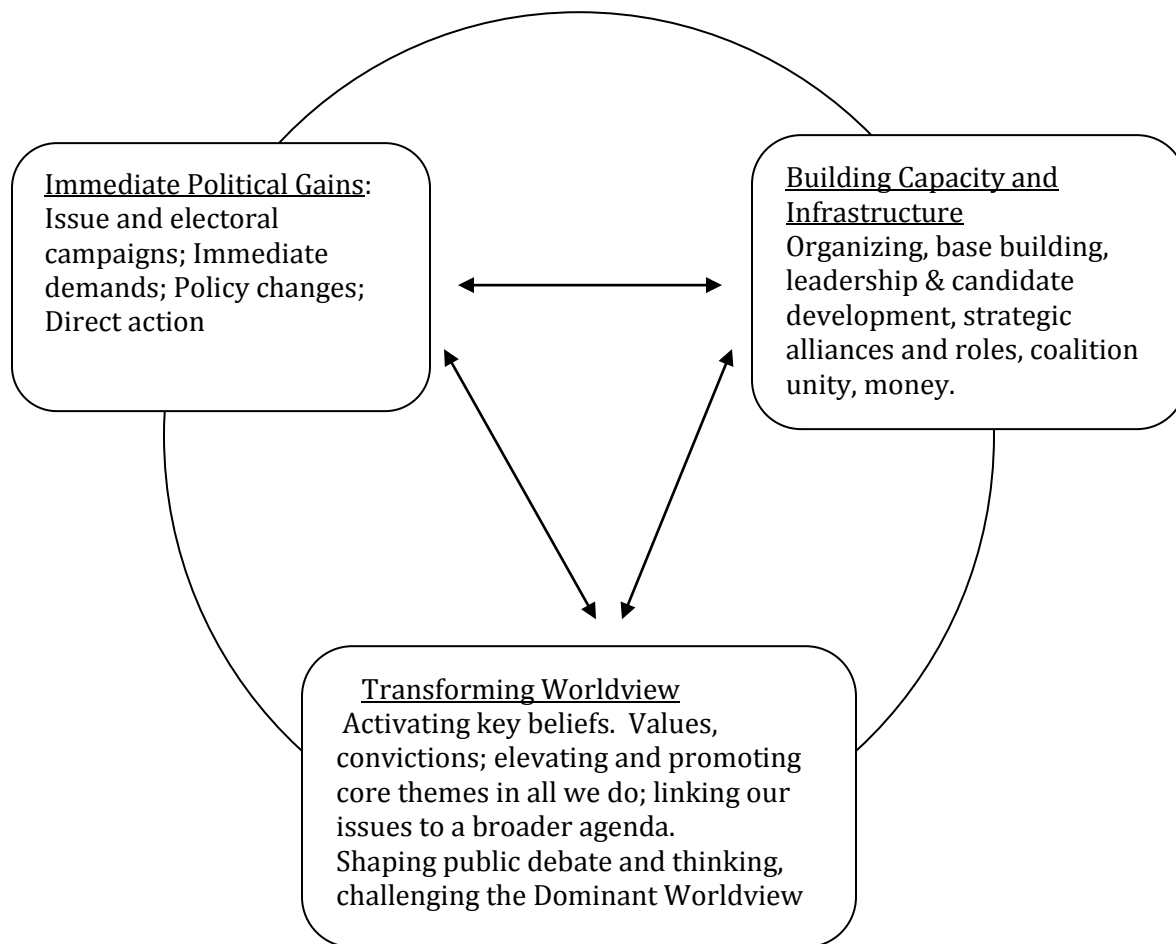 Immediate Political Gains:
Issue and electoral
campaigns; Immediate
demands; Policy changes;
Direct action
Building Capacity and
Infrastructure
Organizing, base building,
leadership & candidate
development, strategic
alliances and roles, coalition
unity, money.
Transforming Worldview
Activating key beliefs.  Values,
convictions; elevating and promoting
core themes in all we do; linking our
issues to a broader agenda.
Shaping public debate and thinking,
challenging the Dominant Worldview